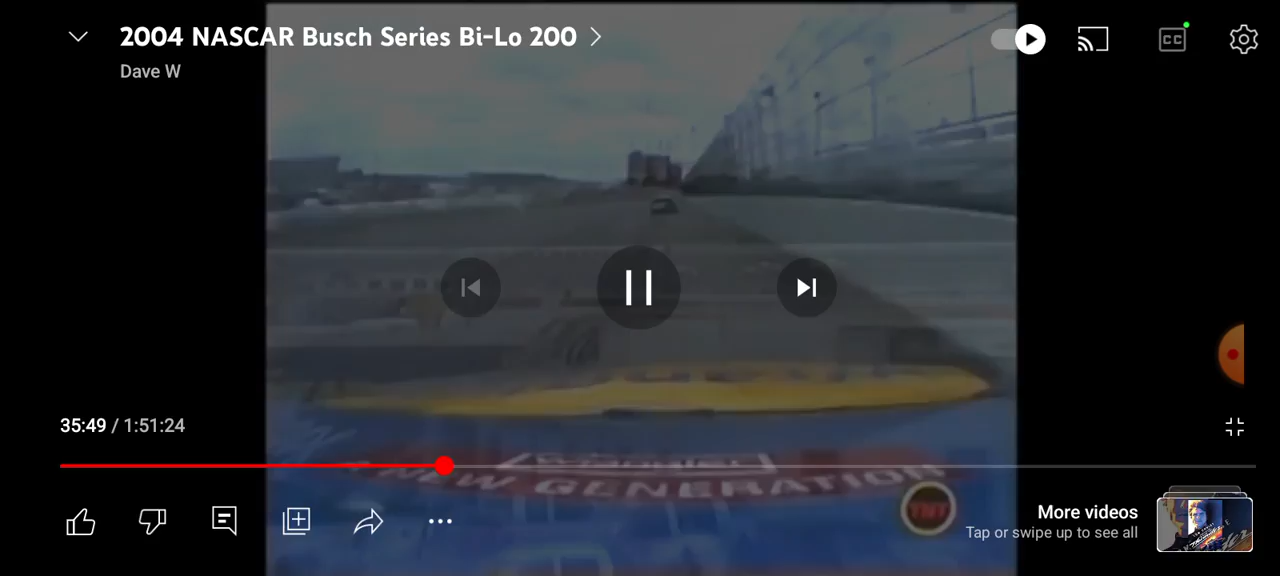 2004 NASCAR Busch Series Bi-Lo 200
Dave W
CC
35:49 / 1:51:24
NEW GENERATION
TNT
More videos
Tap or swipe up to see all